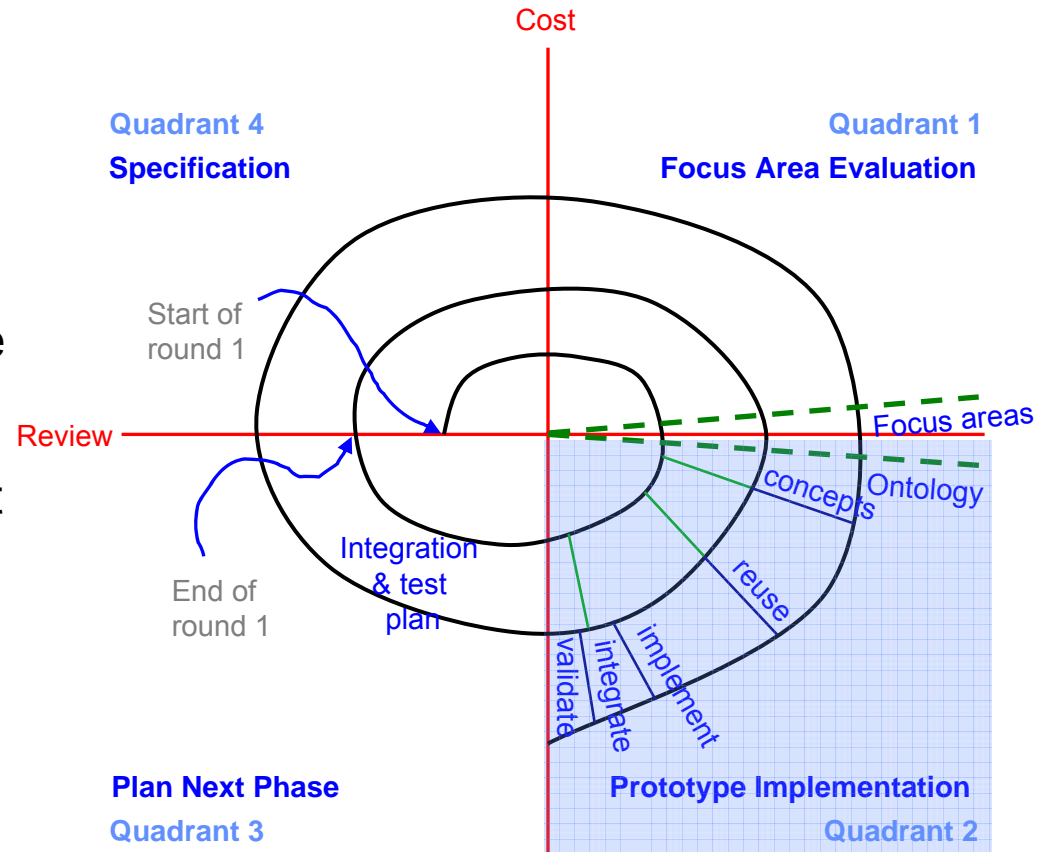 Cost
Quadrant 4
Specification
Quadrant 1
Focus Area Evaluation
Start of
round 1
e
Review
Focus areas
Ontology
concepts
t
Integration
& test
plan
reuse
implement
integrate
validate
End of
round 1
Plan Next Phase
Quadrant 3
Prototype Implementation
Quadrant 2